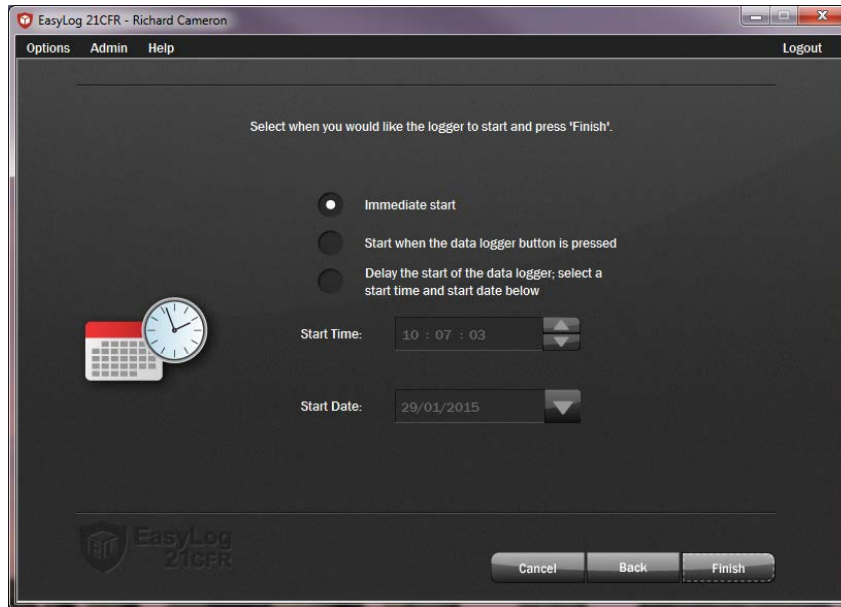 EasyLog 21CFR - Richard Cameron
Options Admin Help Logout
Select when you would like the logger to start and press 'Finish'.
Immediate start
Start when the data logger button is pressed
Delay the start of the data logger; select a
start time and start date below
Start Time: 10 : 07 : 03
Start Date: 29/01/2015
EasyLog
21CFR
Cancel Back Finish